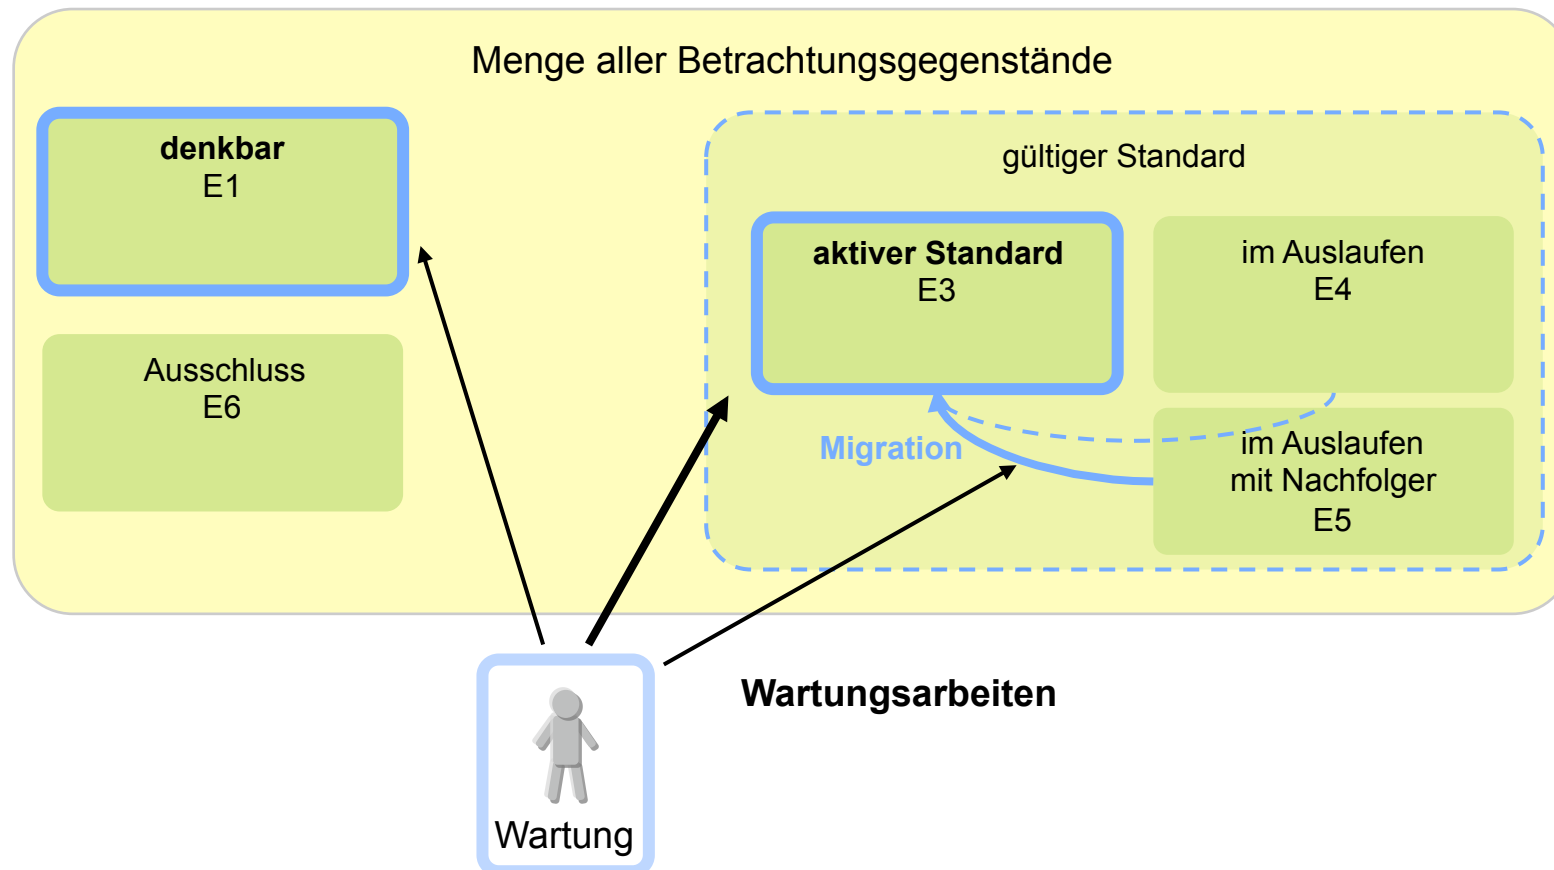 Menge aller Betrachtungsgegenstände
denkbar
E1
Ausschluss
E6
gültiger Standard
aktiver Standard
E3
im Auslaufen
E4
Migration
im Auslaufen
mit Nachfolger
E5
Wartungsarbeiten
Wartung